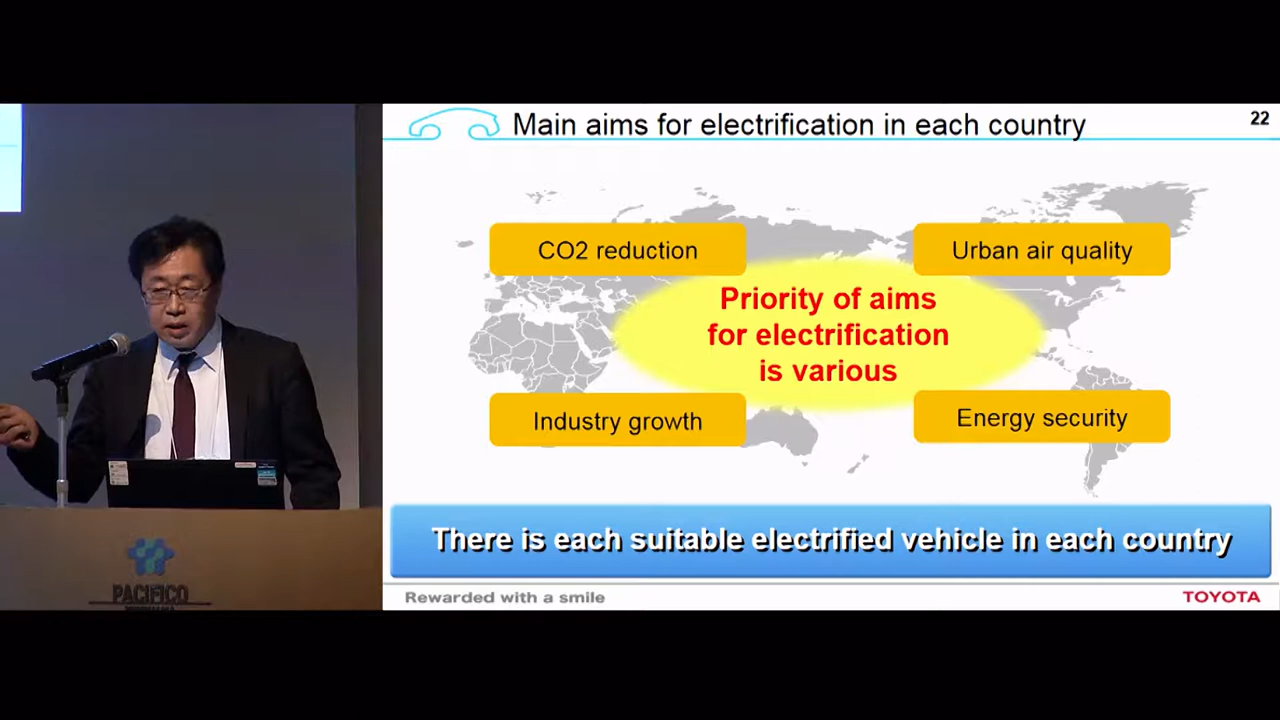 Main aims for electrification in each country
22
CO2 reduction
Urban air quality
Priority of aims
for electrification
is various
Industry growth
Energy security
There is each suitable electrified vehicle in each country
Rewarded with a smile
TOYOTA
PACIFICO